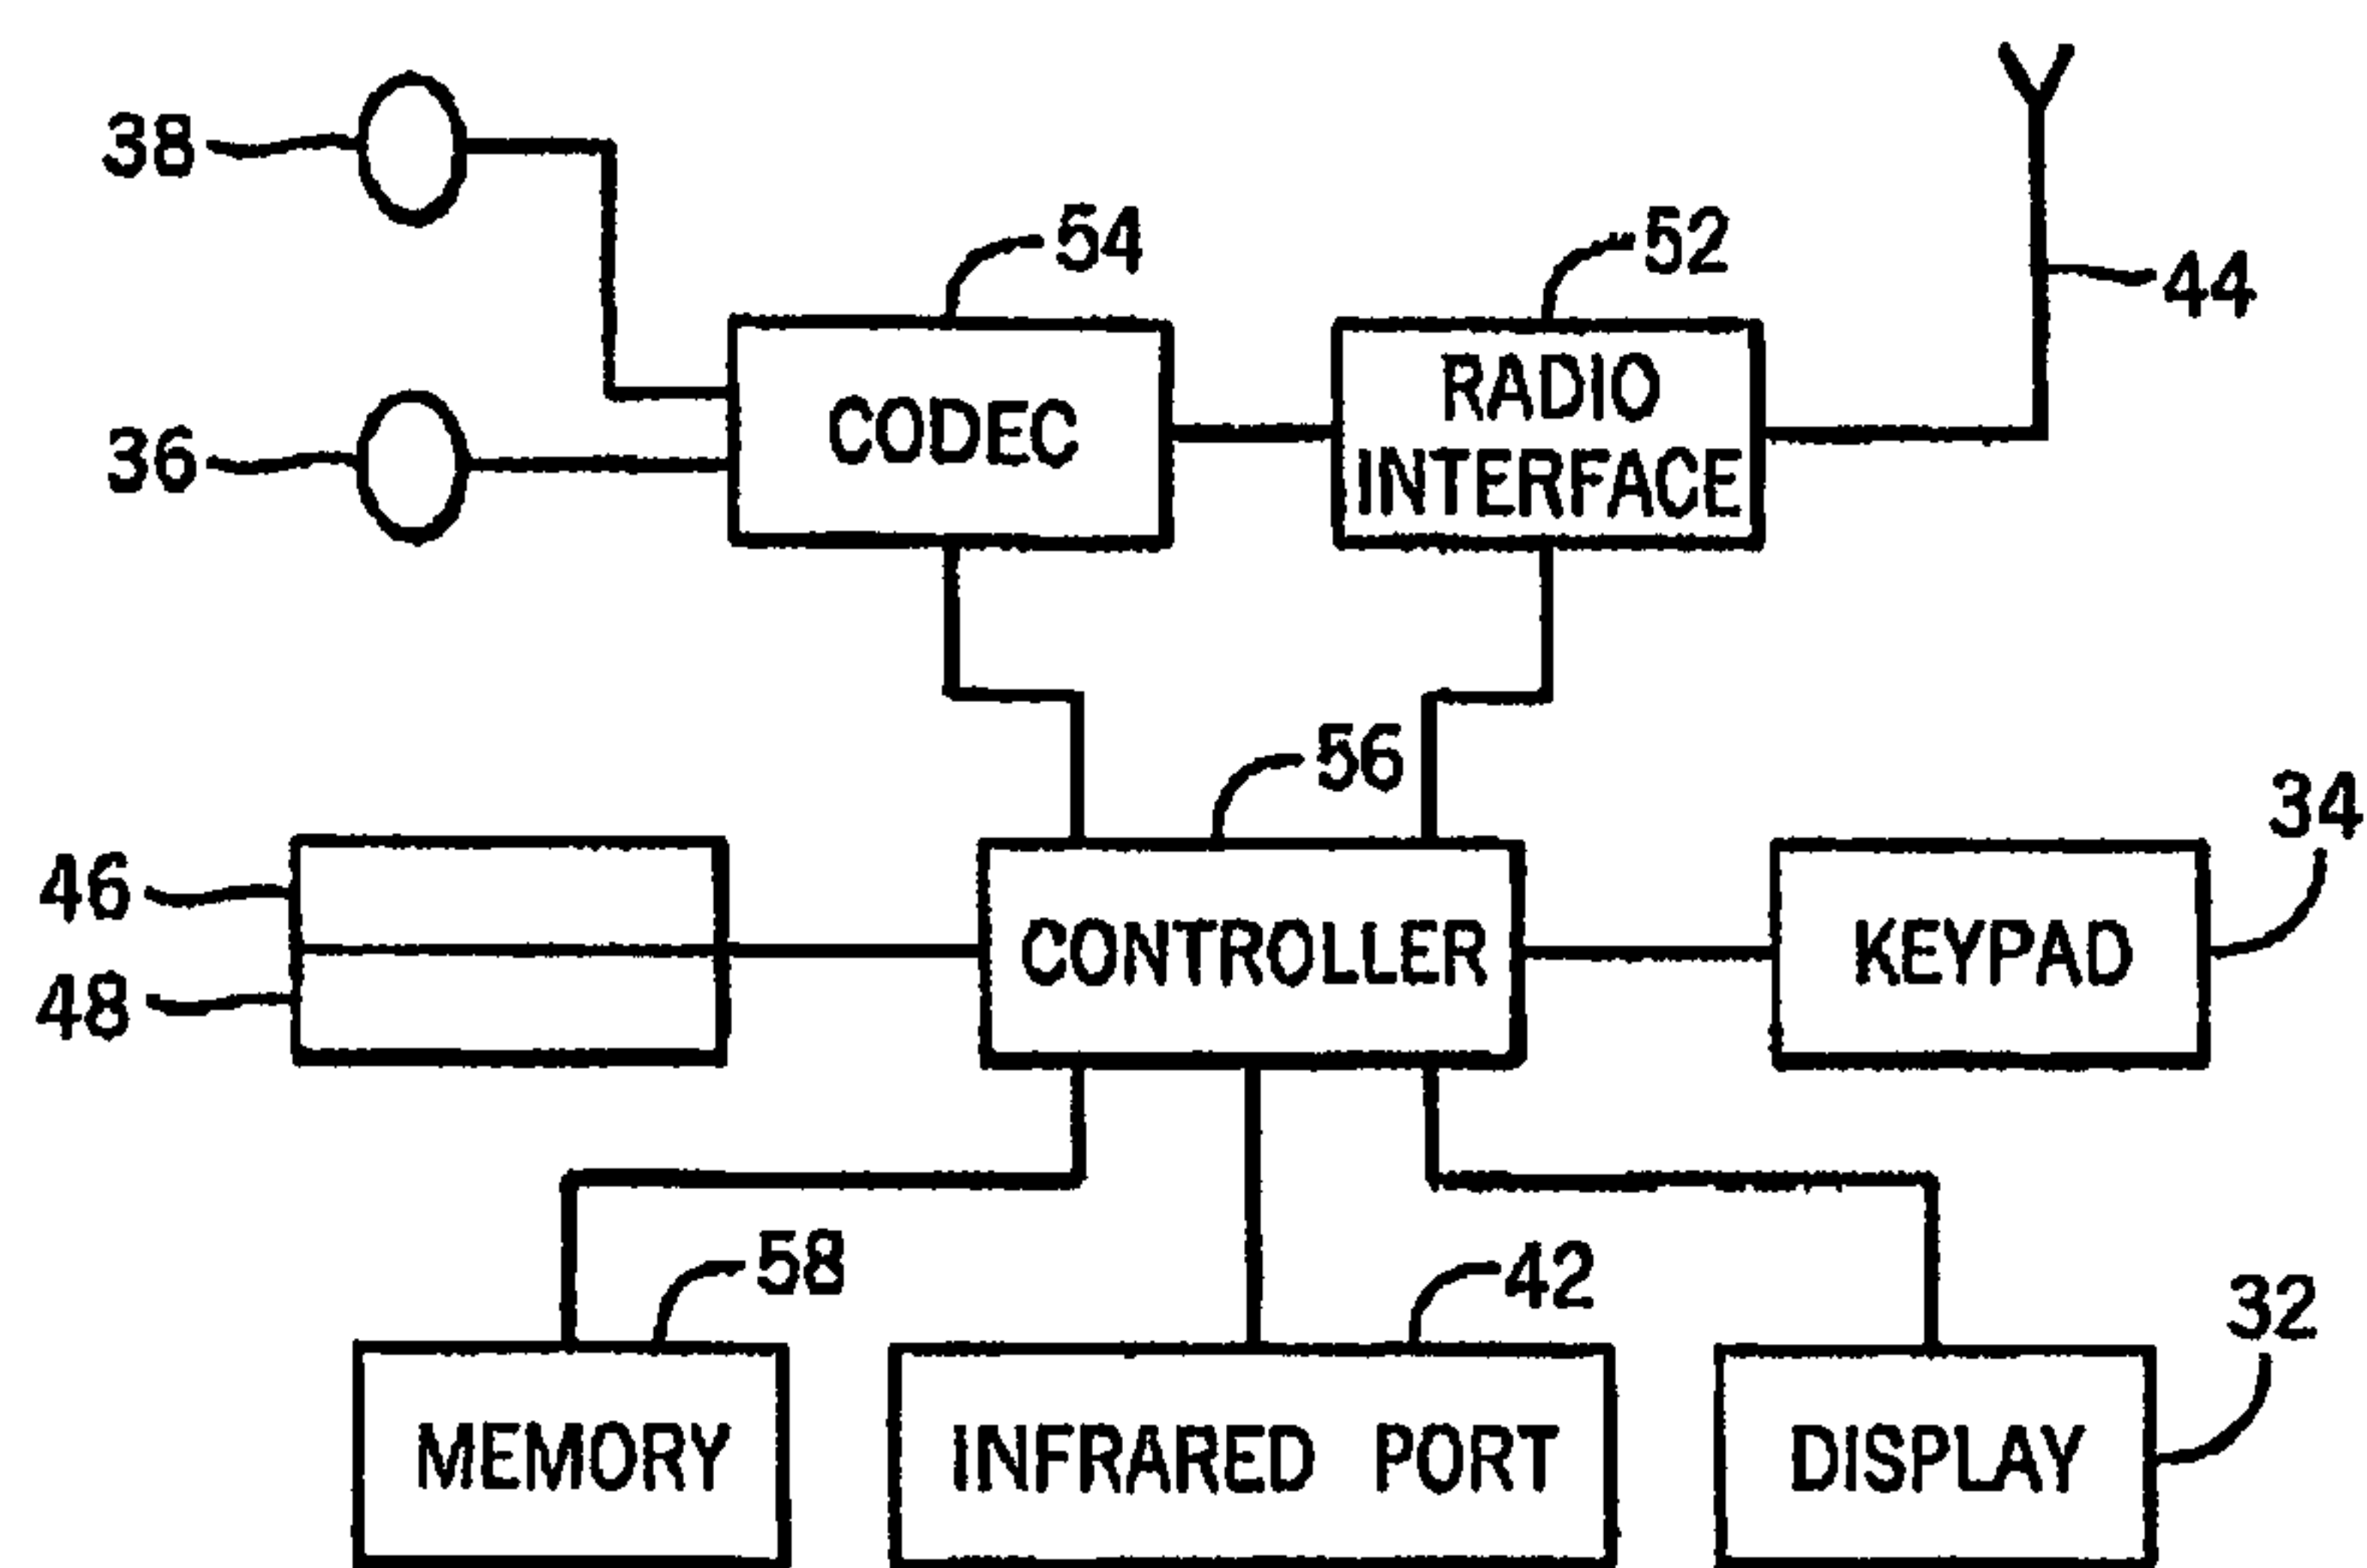 38
54
52
44
CODEC
RADIO
INTERFACE
36
56
34
46
CONTROLLER
KEYPAD
48
58
42
32
MEMORY
INFRARED PORT
DISPLAY